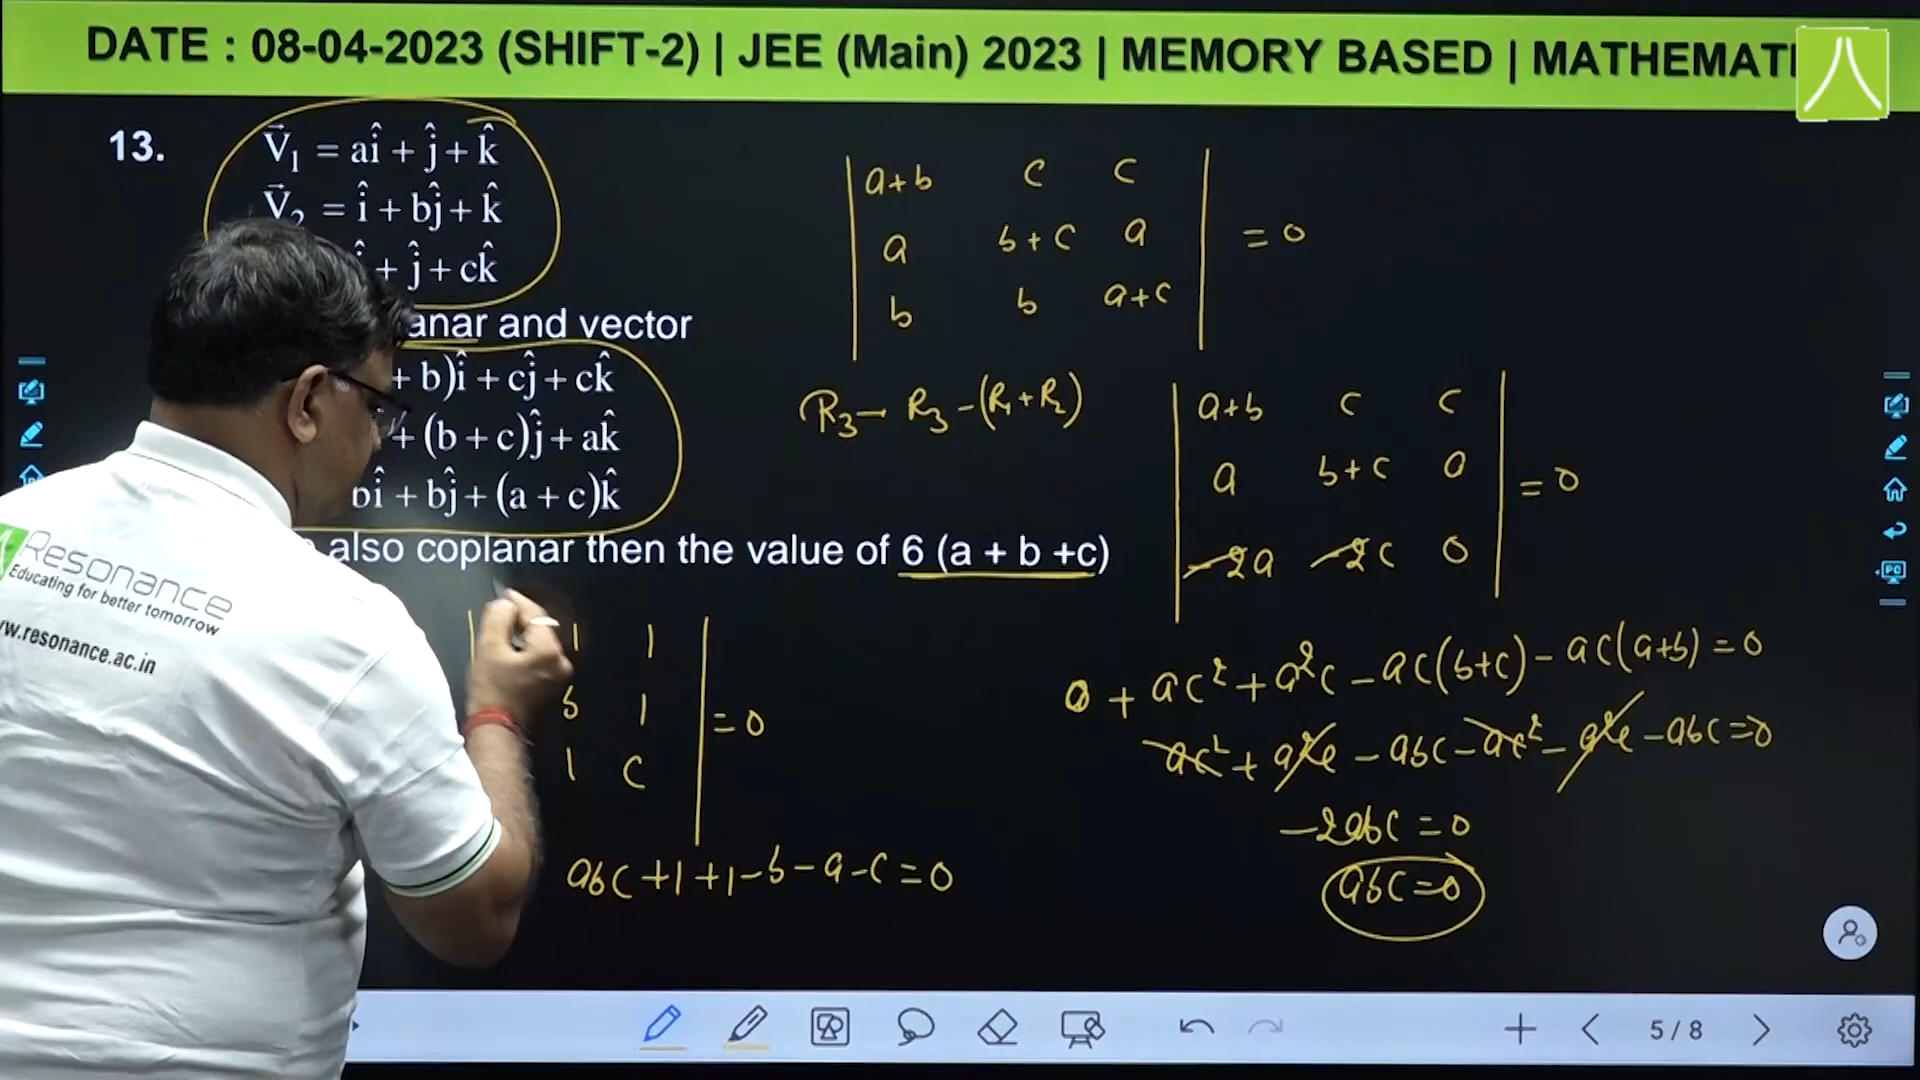 DATE : 08-04-2023 (SHIFT-2) | JEE (Main) 2023 | MEMORY BASED | MATHEMATI
13.
V⃗₁ = aî + ĵ + k̂
V⃗₂ = î + bĵ + k̂
+ ĵ + ck̂
anar and vector
+ b)î + cĵ + ck̂
+ (b + c)ĵ + ak̂
bî + bĵ + (a + c)k̂
also coplanar then the value of 6 (a + b +c)
1 1
b 1 = 0
1 c
abc + 1 + 1 - b - a - c = 0
a+b c c
a b+c a = 0
b b a+c
R₃ → R₃ - (R₁ + R₂)
a+b c c
a b+c a = 0
-2a -2c 0
0 + ac² + a²c - ac(b+c) - ac(a+b) = 0
ac² + a²c - abc - ac² - a²c - abc = 0
-2abc = 0
abc = 0
Resonance
Educating for better tomorrow
w.resonance.ac.in
PC
5 / 8